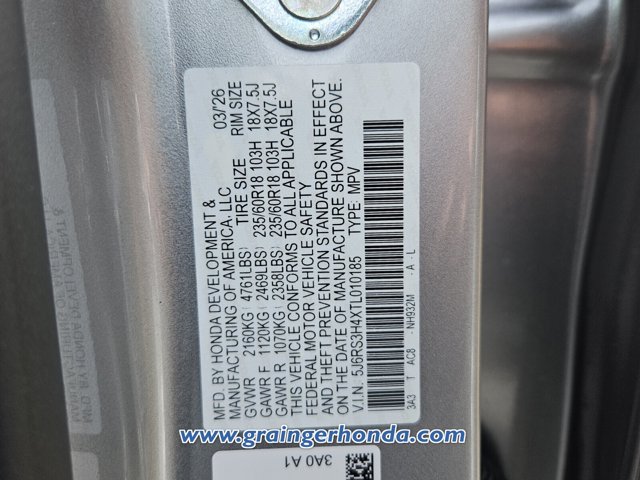 MFD. BY HONDA DEVELOPMENT & 03/'26
MANUFACTURING OF AMERICA, LLC
TIRE SIZE RIM SIZE
GVWR 2160KG(4761LBS)
GAWR F 1120KG(2469LBS) 235/60R18 103H 18X7.5J
GAWR R 1070KG(2358LBS) 235/60R18 103H 18X7.5J
THIS VEHICLE CONFORMS TO ALL APPLICABLE
FEDERAL MOTOR VEHICLE SAFETY
AND THEFT PREVENTION STANDARDS IN EFFECT
ON THE DATE OF MANUFACTURE SHOWN ABOVE.
V.I.N.: 5J6RS3H4XTL010185 TYPE: MPV
3A3 T AC8 - NH932M - A - L
www.graingerhonda.com
3A0 A1